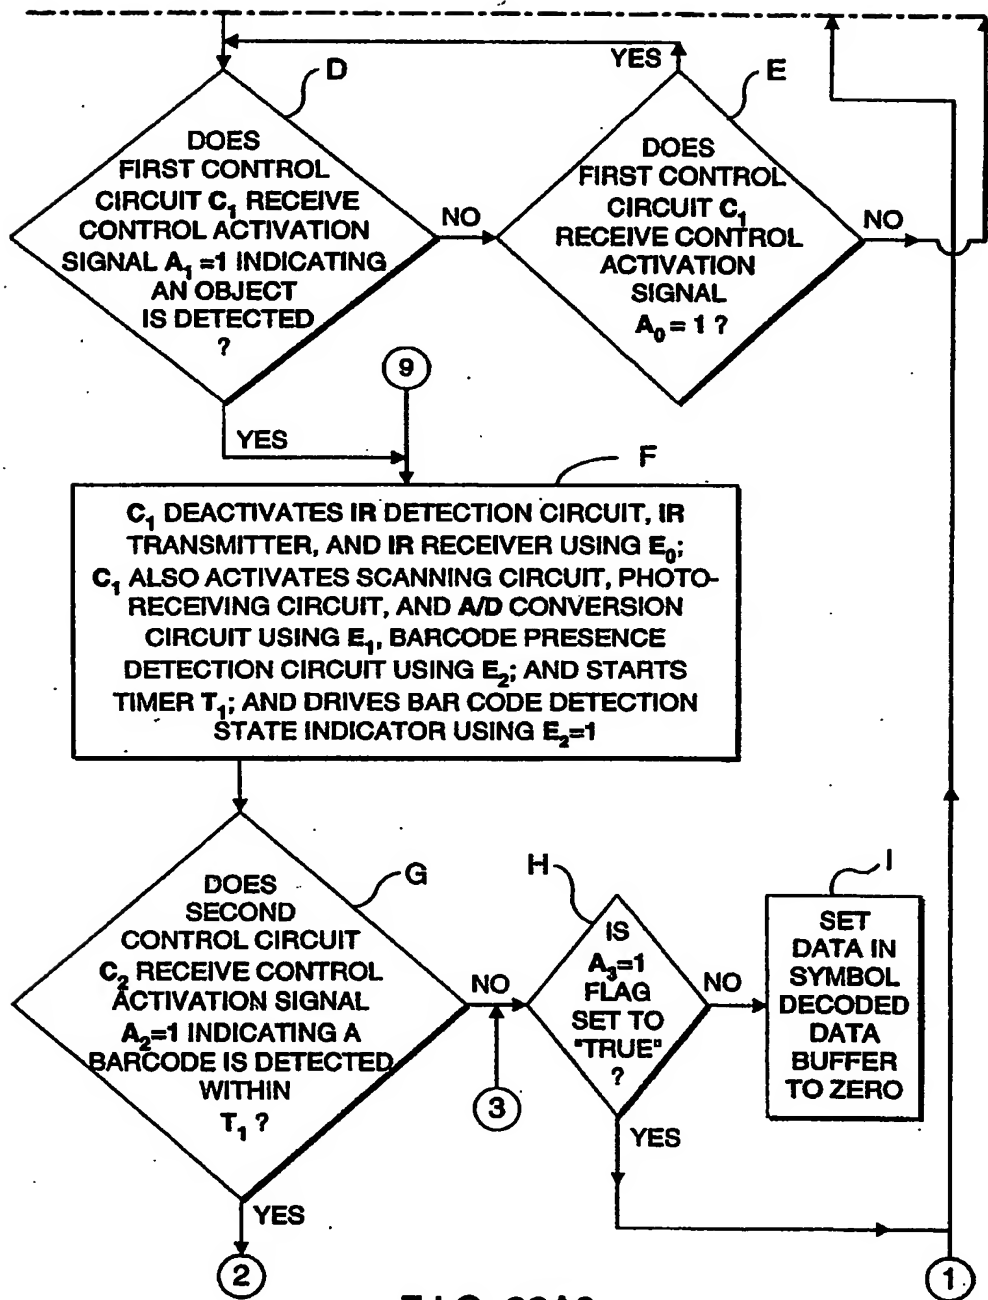 YES
D
E
DOES
FIRST CONTROL
CIRCUIT C1 RECEIVE
CONTROL ACTIVATION
SIGNAL A1 =1 INDICATING
AN OBJECT
IS DETECTED
?
NO
DOES
FIRST CONTROL
CIRCUIT C1
RECEIVE CONTROL
ACTIVATION
SIGNAL
A0 = 1 ?
NO
9
YES
F
C1 DEACTIVATES IR DETECTION CIRCUIT, IR
TRANSMITTER, AND IR RECEIVER USING E0;
C1 ALSO ACTIVATES SCANNING CIRCUIT, PHOTO-
RECEIVING CIRCUIT, AND A/D CONVERSION
CIRCUIT USING E1, BARCODE PRESENCE
DETECTION CIRCUIT USING E2; AND STARTS
TIMER T1; AND DRIVES BAR CODE DETECTION
STATE INDICATOR USING E2=1
G
DOES
SECOND
CONTROL CIRCUIT
C2 RECEIVE CONTROL
ACTIVATION SIGNAL
A2=1 INDICATING A
BARCODE IS DETECTED
WITHIN
T1 ?
NO
3
H
IS
A3=1
FLAG
SET TO
"TRUE"
?
NO
I
SET
DATA IN
SYMBOL
DECODED
DATA
BUFFER
TO ZERO
YES
YES
2
1